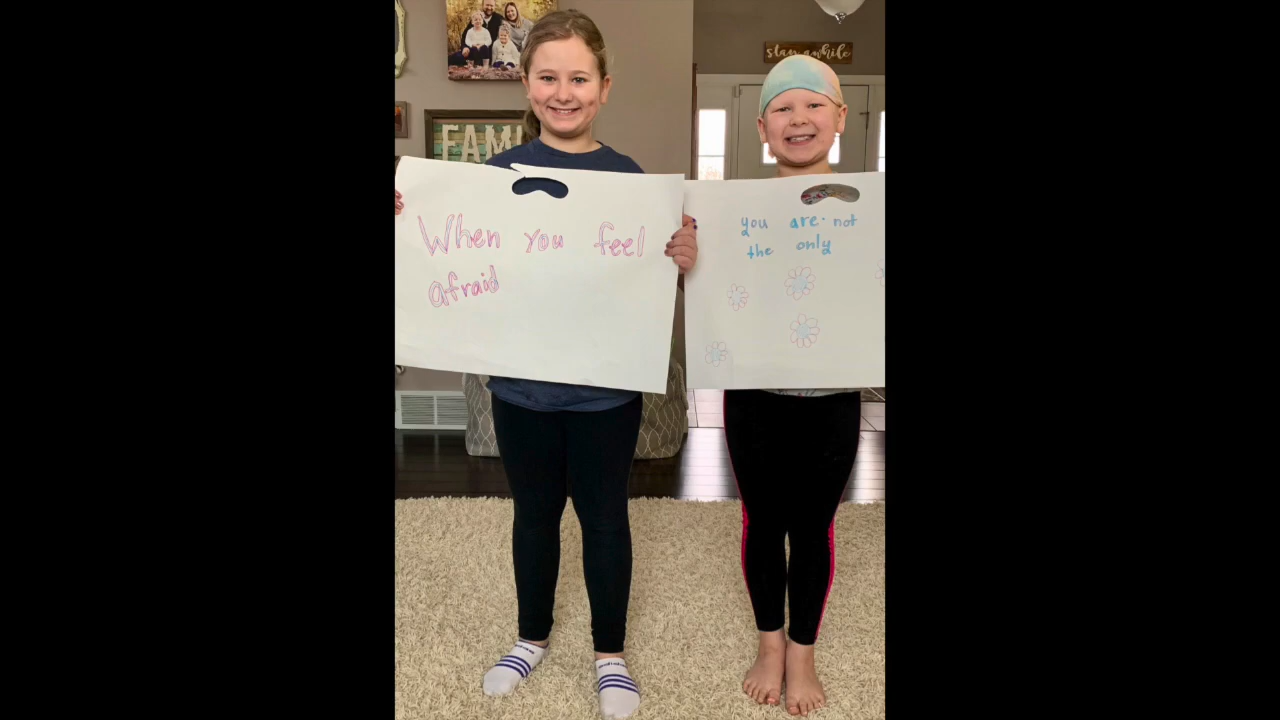 stay awhile
FAMI
When you feel
afraid
you are not
the only